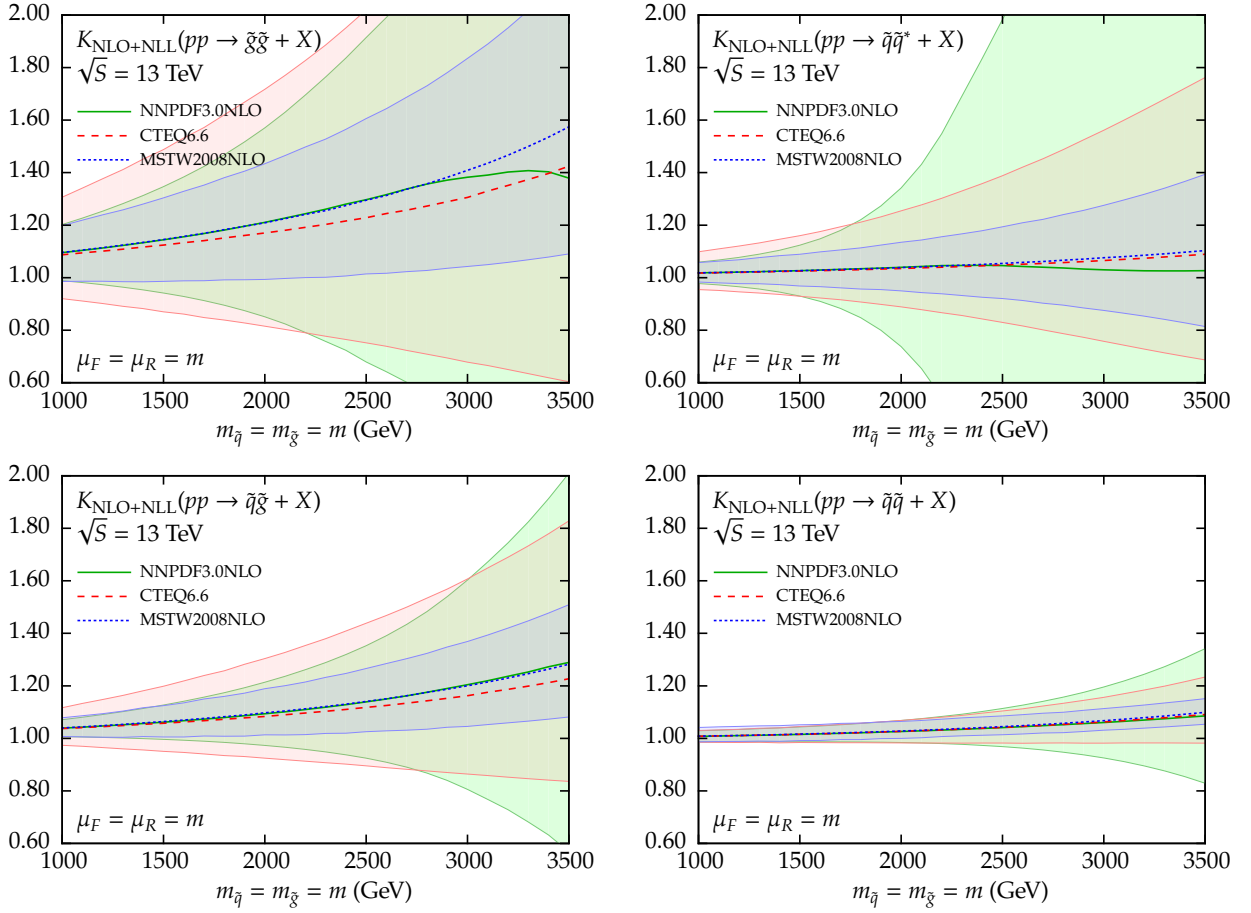 K_NLO+NLL(pp → g̃g̃ + X)
√S = 13 TeV
NNPDF3.0NLO
CTEQ6.6
MSTW2008NLO
μ_F = μ_R = m
2.00
1.80
1.60
1.40
1.20
1.00
0.80
0.60
1000 1500 2000 2500 3000 3500
m_q̃ = m_g̃ = m (GeV)
K_NLO+NLL(pp → q̃q̃* + X)
√S = 13 TeV
NNPDF3.0NLO
CTEQ6.6
MSTW2008NLO
μ_F = μ_R = m
2.00
1.80
1.60
1.40
1.20
1.00
0.80
0.60
1000 1500 2000 2500 3000 3500
m_q̃ = m_g̃ = m (GeV)
K_NLO+NLL(pp → q̃g̃ + X)
√S = 13 TeV
NNPDF3.0NLO
CTEQ6.6
MSTW2008NLO
μ_F = μ_R = m
2.00
1.80
1.60
1.40
1.20
1.00
0.80
0.60
1000 1500 2000 2500 3000 3500
m_q̃ = m_g̃ = m (GeV)
K_NLO+NLL(pp → q̃q̃ + X)
√S = 13 TeV
NNPDF3.0NLO
CTEQ6.6
MSTW2008NLO
μ_F = μ_R = m
2.00
1.80
1.60
1.40
1.20
1.00
0.80
0.60
1000 1500 2000 2500 3000 3500
m_q̃ = m_g̃ = m (GeV)